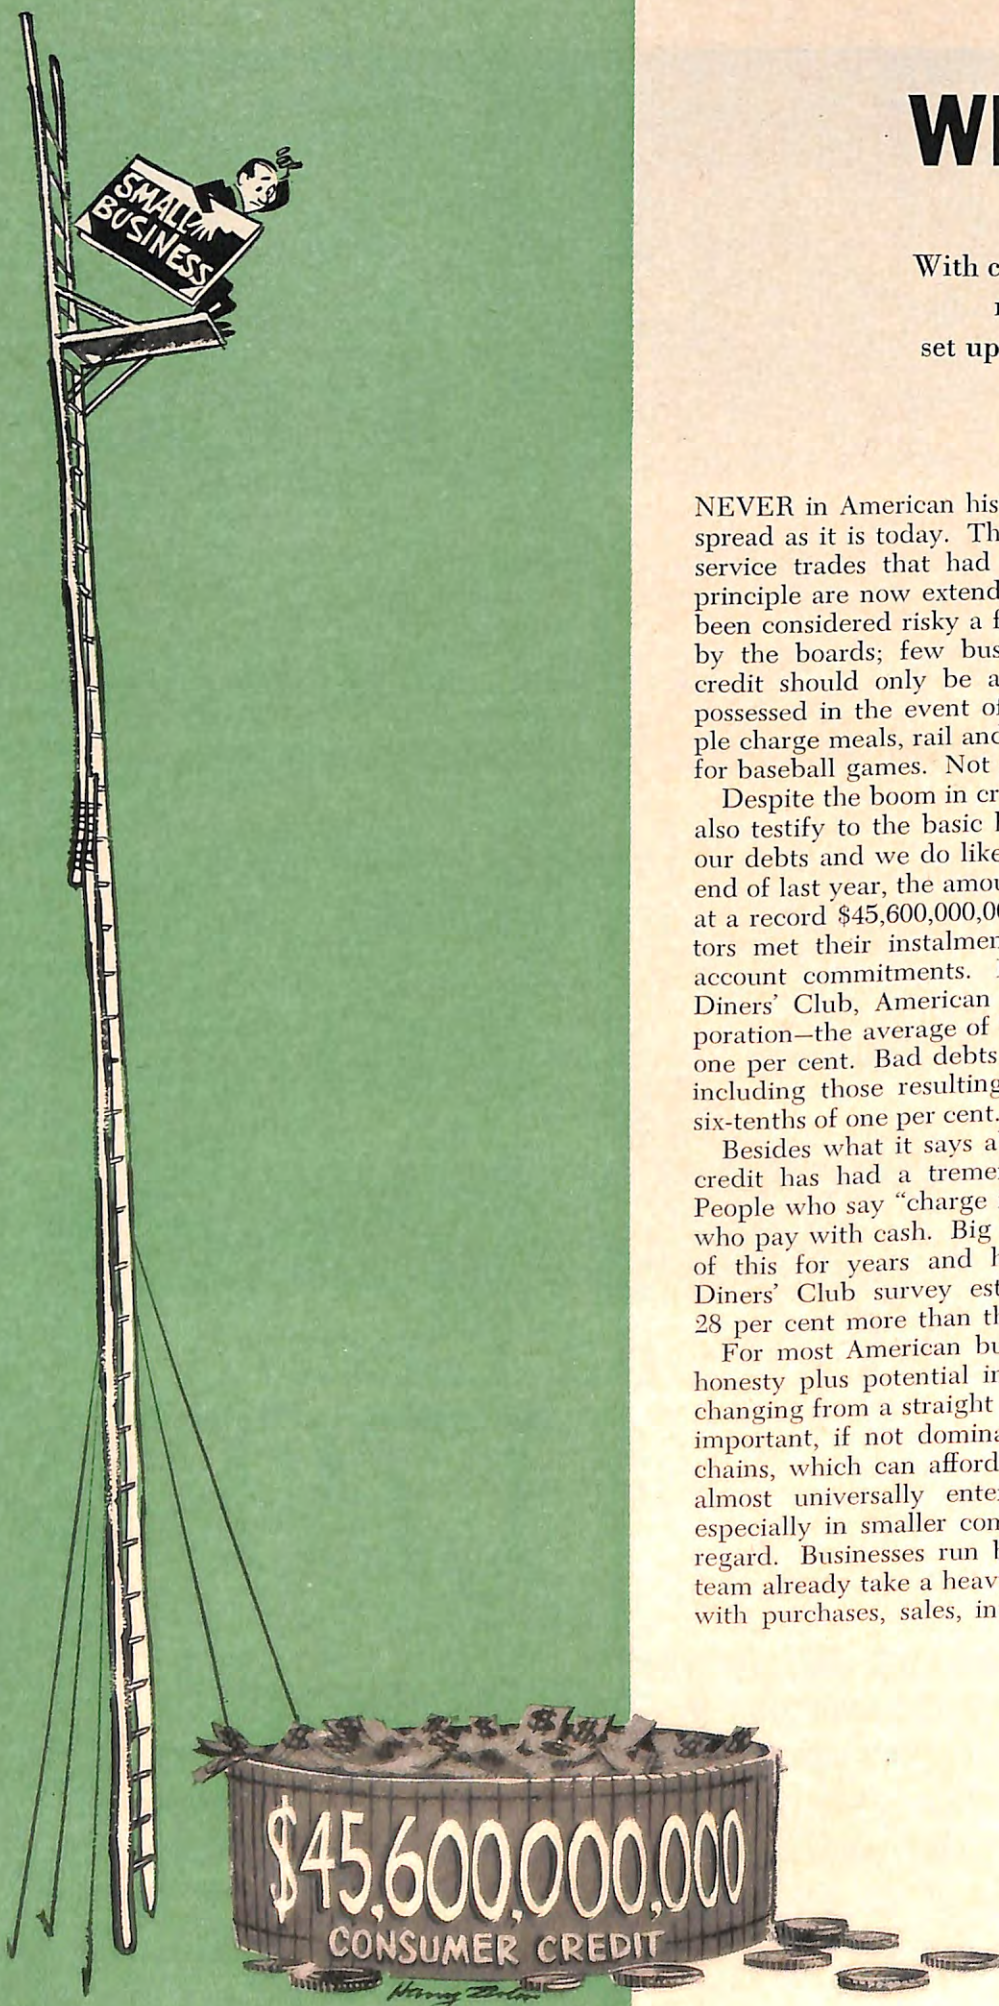 SMALL
BUSINESS
With
set up
NEVER in American his
spread as it is today. Th
service trades that had
principle are now extend
been considered risky a f
by the boards; few bus
credit should only be a
possessed in the event of
ple charge meals, rail and
for baseball games. Not
Despite the boom in cr
also testify to the basic
our debts and we do like
end of last year, the amou
at a record $45,600,000,00
tors met their instalmen
account commitments.
Diners' Club, American
poration—the average of
one per cent. Bad debts
including those resulting
six-tenths of one per cent.
Besides what it says a
credit has had a treme
People who say “charge
who pay with cash. Big
of this for years and h
Diners' Club survey est
28 per cent more than th
For most American bu
honesty plus potential in
changing from a straight
important, if not domina
chains, which can afford
almost universally ente
especially in smaller con
regard. Businesses run
team already take a heav
with purchases, sales, in
$45,600,000,000
CONSUMER CREDIT